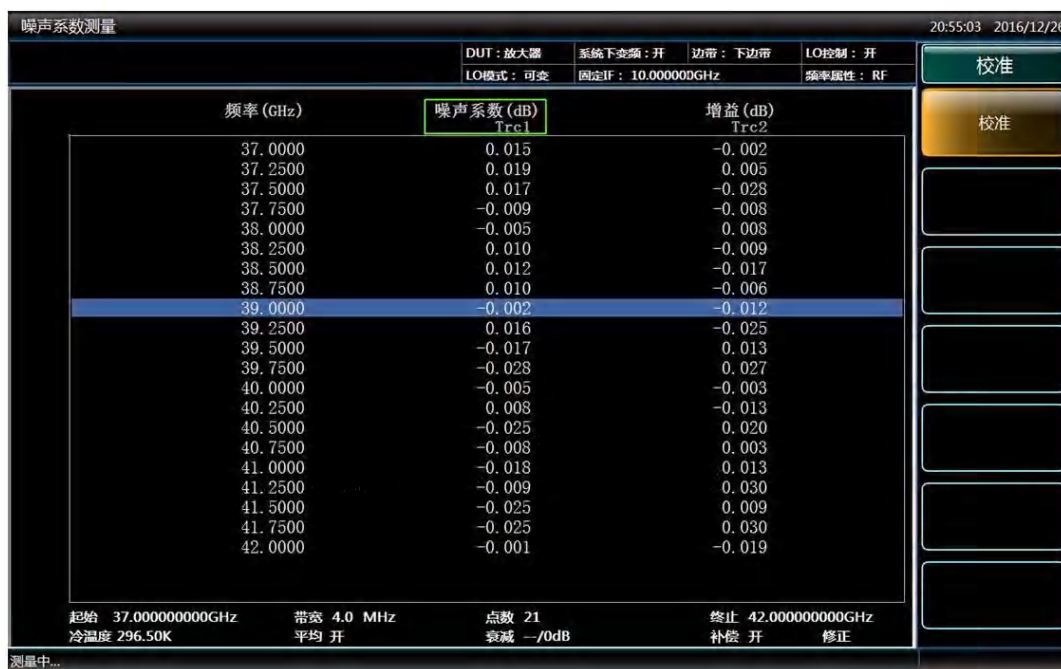 噪声系数测量 20:55:03 2016/12/26
DUT：放大器 系统下变频：开 边带：下边带 LO控制：开
LO模式：可变 固定IF：10.000000GHz 频率属性：RF
校准
校准
频率(GHz) 噪声系数(dB) 增益(dB)
Trc1 Trc2
37.0000 0.015 -0.002
37.2500 0.019 0.005
37.5000 0.017 -0.028
37.7500 -0.009 -0.008
38.0000 -0.005 0.008
38.2500 0.010 -0.009
38.5000 0.012 -0.017
38.7500 0.010 -0.006
39.0000 -0.002 -0.012
39.2500 0.016 -0.025
39.5000 -0.017 0.013
39.7500 -0.028 0.027
40.0000 -0.005 -0.003
40.2500 0.008 -0.013
40.5000 -0.025 0.020
40.7500 -0.008 0.003
41.0000 -0.018 0.013
41.2500 -0.009 0.030
41.5000 -0.025 0.009
41.7500 -0.025 0.030
42.0000 -0.001 -0.019
起始 37.000000000GHz 带宽 4.0 MHz 点数 21 终止 42.000000000GHz
冷温度 296.50K 平均 开 衰减 --/0dB 补偿 开 修正
测量中...